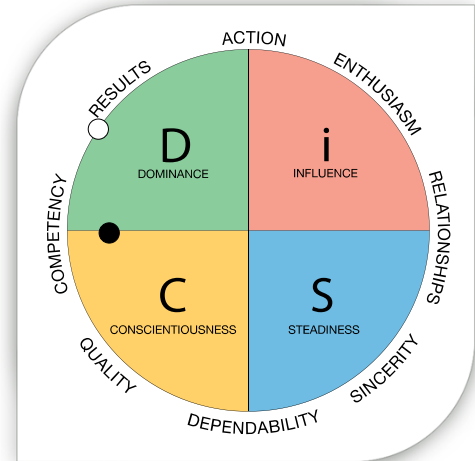 ACTION
RESULTS
ENTHUSIASM
D
DOMINANCE
i
INFLUENCE
COMPETENCY
RELATIONSHIPS
C
CONSCIENTIOUSNESS
S
STEADINESS
QUALITY
SINCERITY
DEPENDABILITY